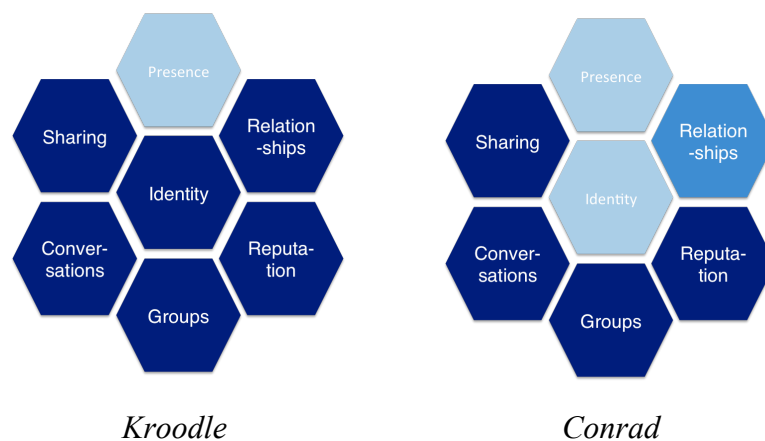 Presence
Sharing
Relation
-ships
Identity
Conver-
sations
Reputa-
tion
Groups
Kroodle
Presence
Sharing
Relation
-ships
Identity
Conver-
sations
Reputa-
tion
Groups
Conrad